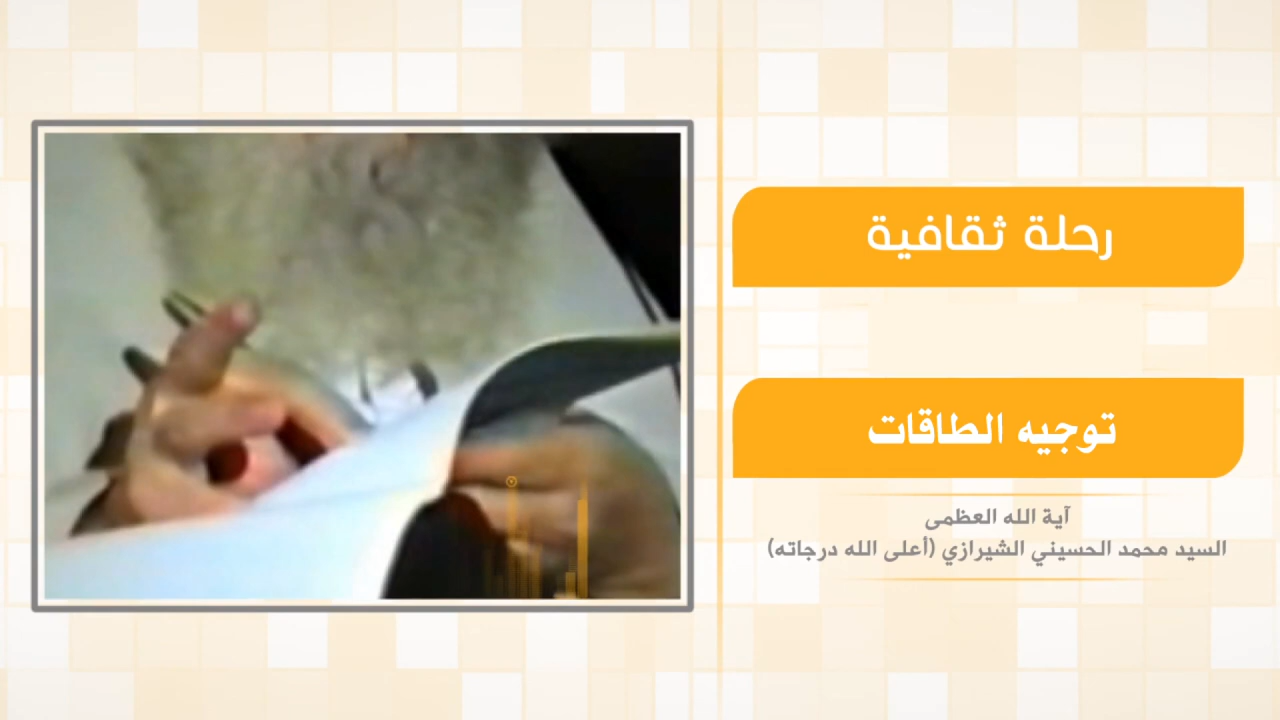 رحلة ثقافية
توجيه الطاقات
آية الله العظمى
السيد محمد الحسيني الشيرازي (أعلى الله درجاته)